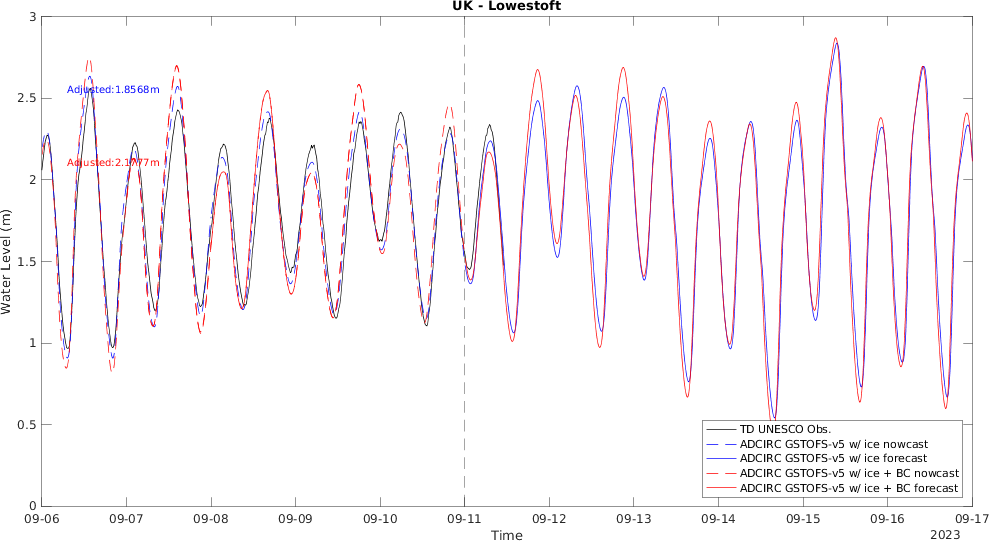 UK - Lowestoft
3
2.5
2
1.5
1
0.5
0
Water Level (m)
Adjusted:1.8568m
Adjusted:2.1777m
TD UNESCO Obs.
ADCIRC GSTOFS-v5 w/ ice nowcast
ADCIRC GSTOFS-v5 w/ ice forecast
ADCIRC GSTOFS-v5 w/ ice + BC nowcast
ADCIRC GSTOFS-v5 w/ ice + BC forecast
09-06 09-07 09-08 09-09 09-10 09-11 09-12 09-13 09-14 09-15 09-16 09-17
Time
2023